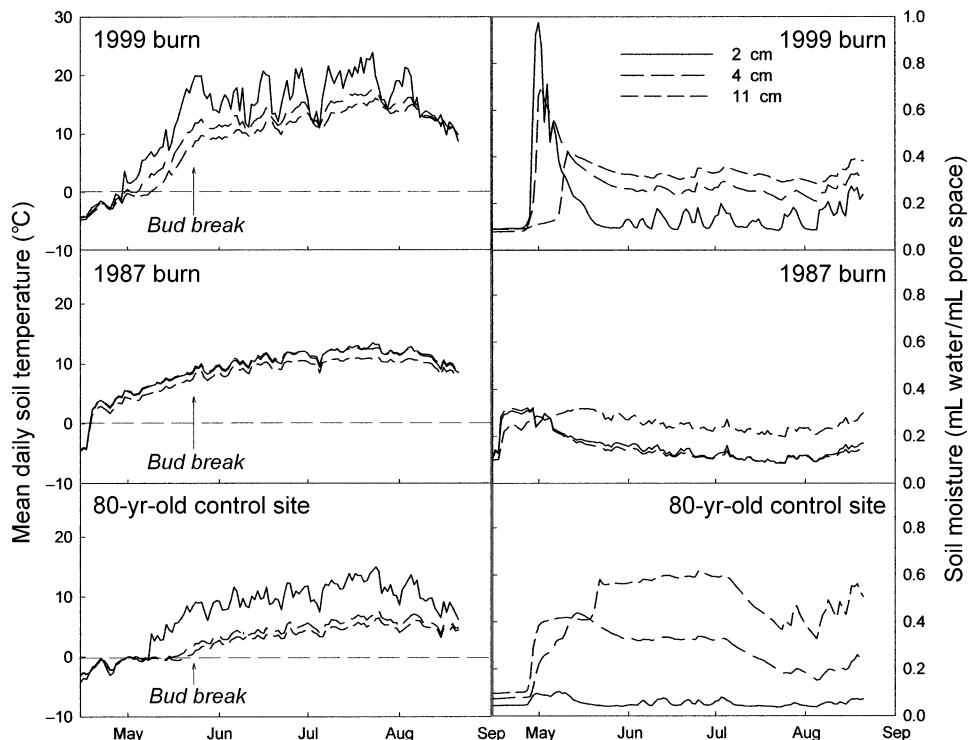 Mean daily soil temperature (°C)
30
20
10
0
–10
1999 burn
Bud break
20
10
0
–10
1987 burn
Bud break
20
10
0
–10
80-yr-old control site
Bud break
May
Jun
Jul
Aug
Sep
1999 burn
2 cm
4 cm
11 cm
1.0
0.8
0.6
0.4
0.2
0.0
1987 burn
0.8
0.6
0.4
0.2
0.0
80-yr-old control site
0.8
0.6
0.4
0.2
0.0
May
Jun
Jul
Aug
Sep
Soil moisture (mL water/mL pore space)